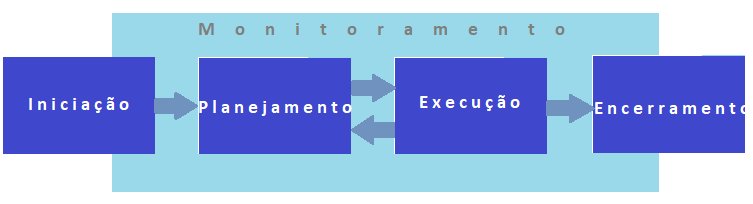 Monitoramento
Iniciação
Planejamento
Execução
Encerramento